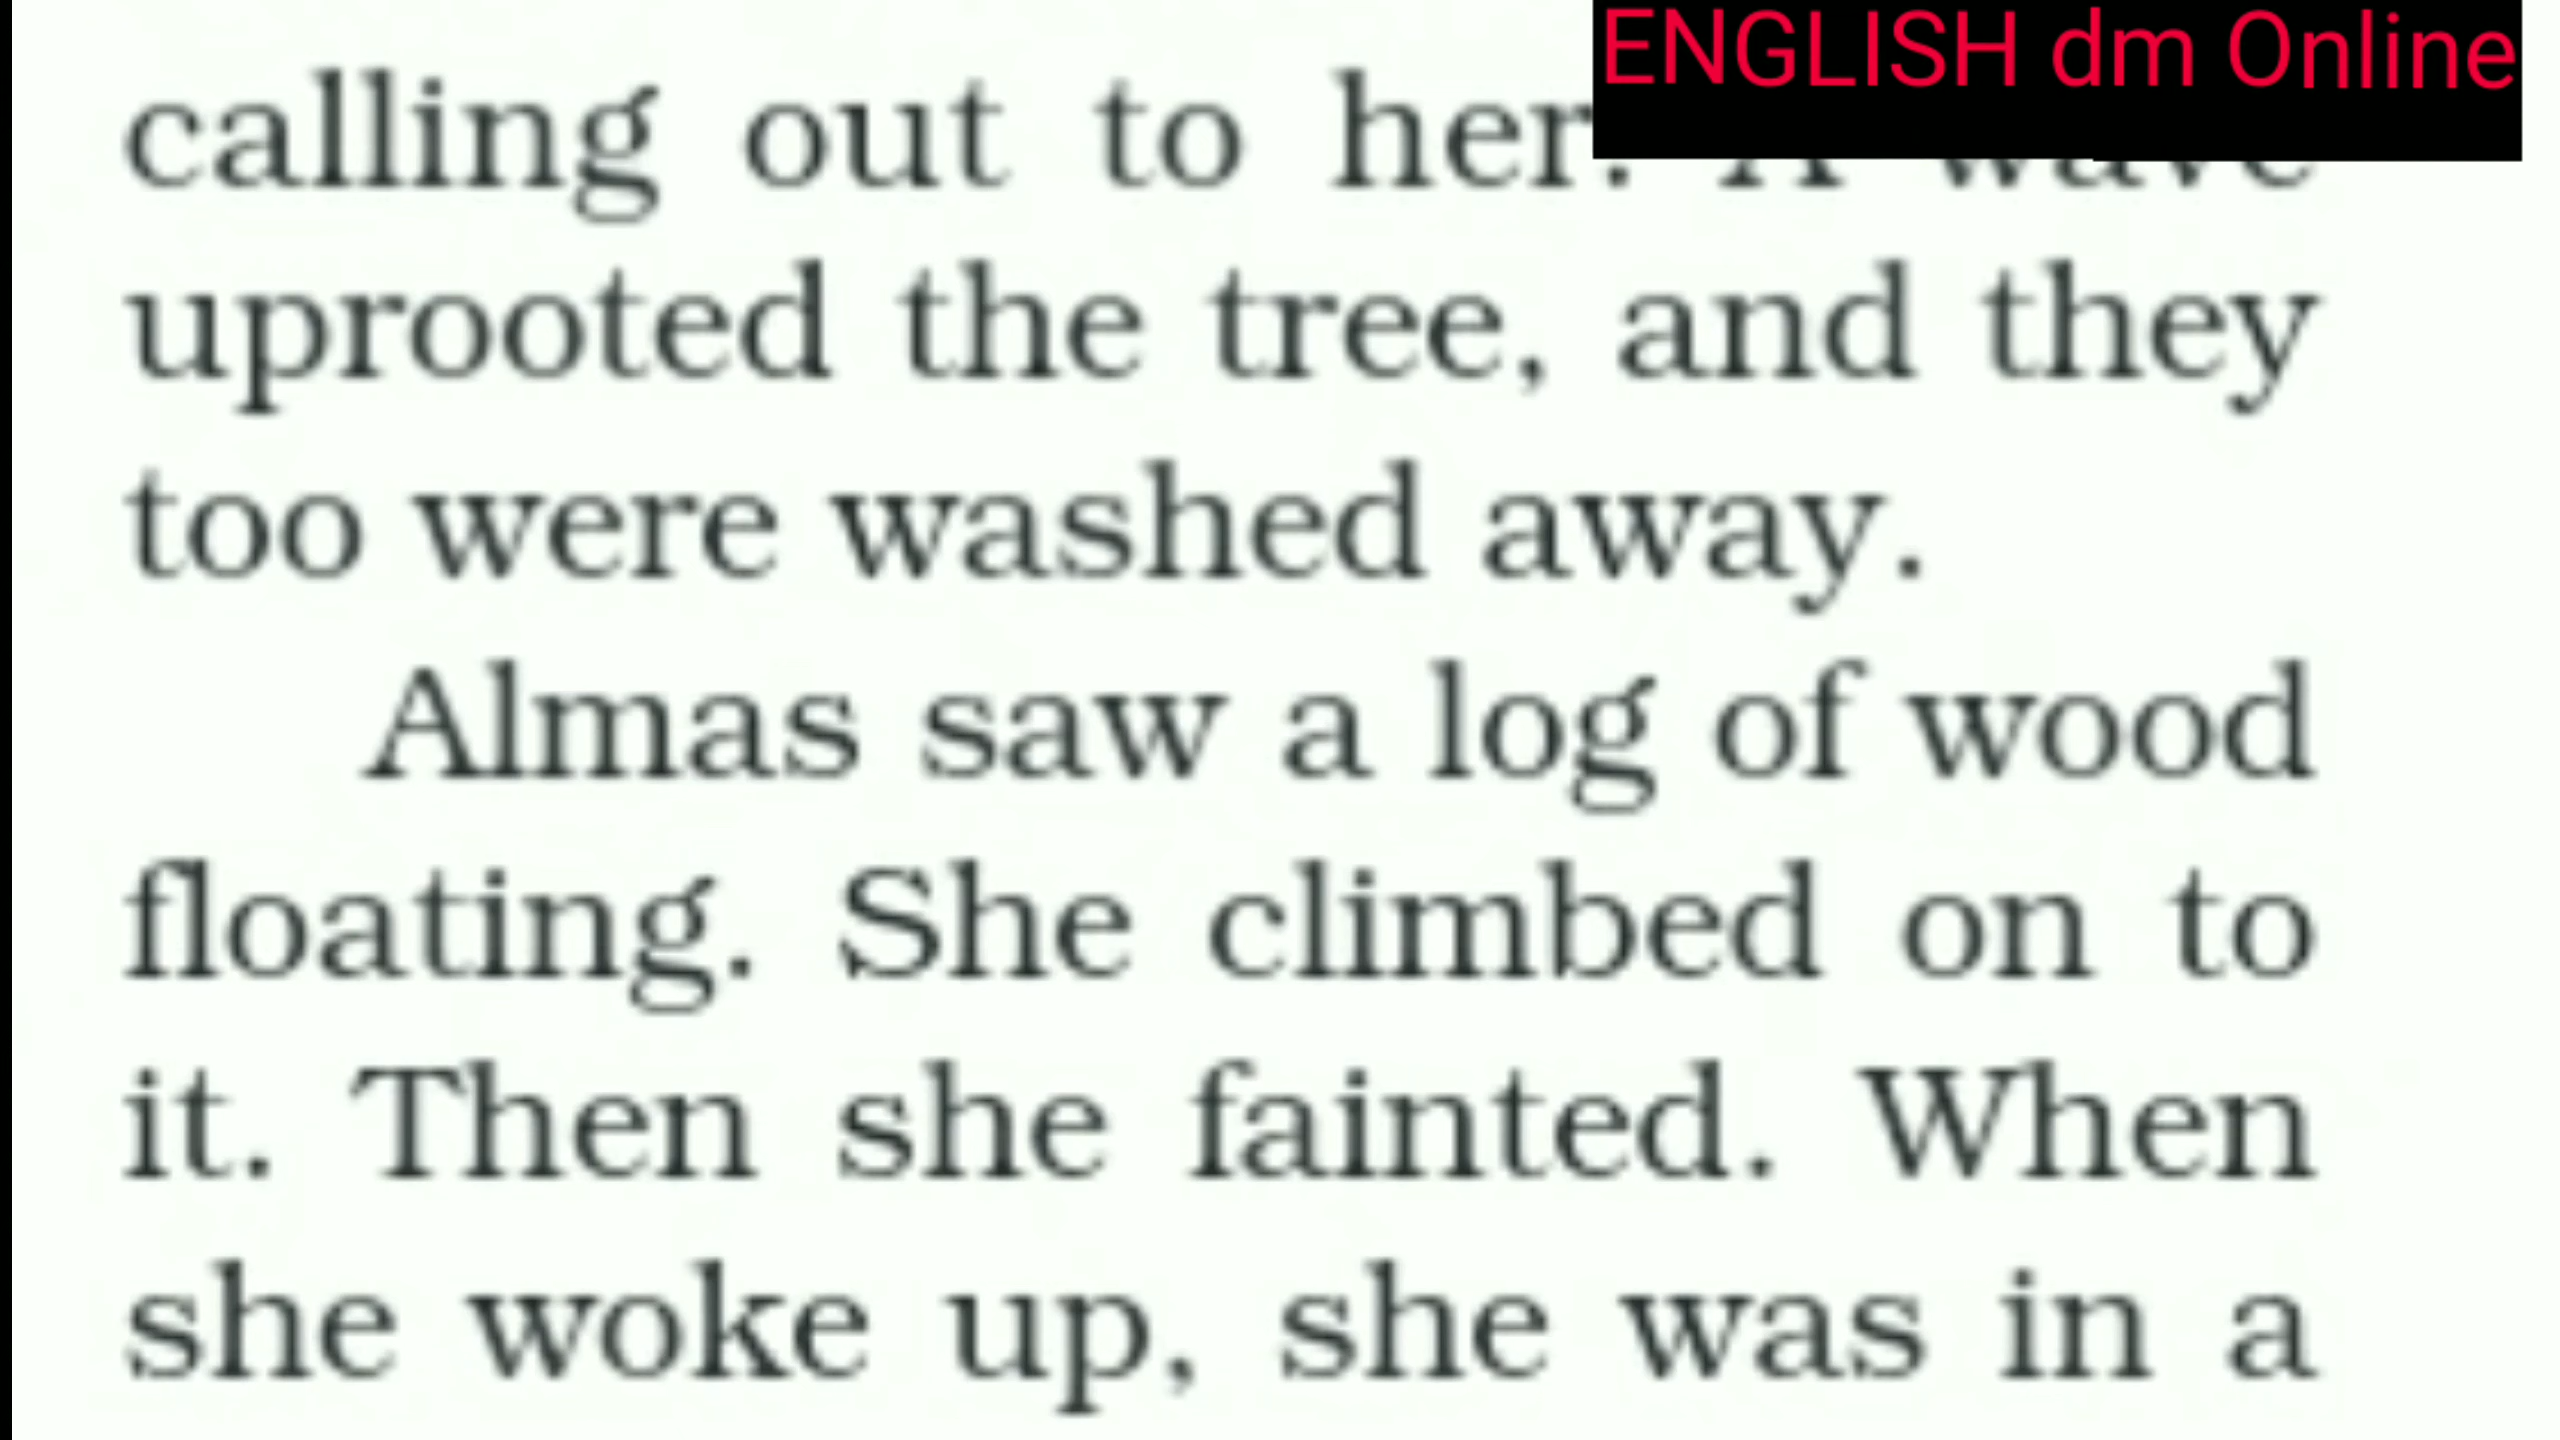 ENGLISH dm Online
calling out to her. A wave
uprooted the tree, and they
too were washed away.
Almas saw a log of wood
floating. She climbed on to
it. Then she fainted. When
she woke up, she was in a